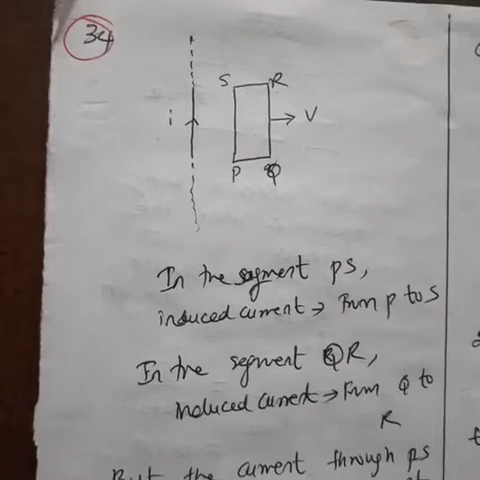 34
S R
i V
P Q
In the segment PS,
induced current → From P to S
In the segment QR,
Induced current → From Q to
R
But the current through PS